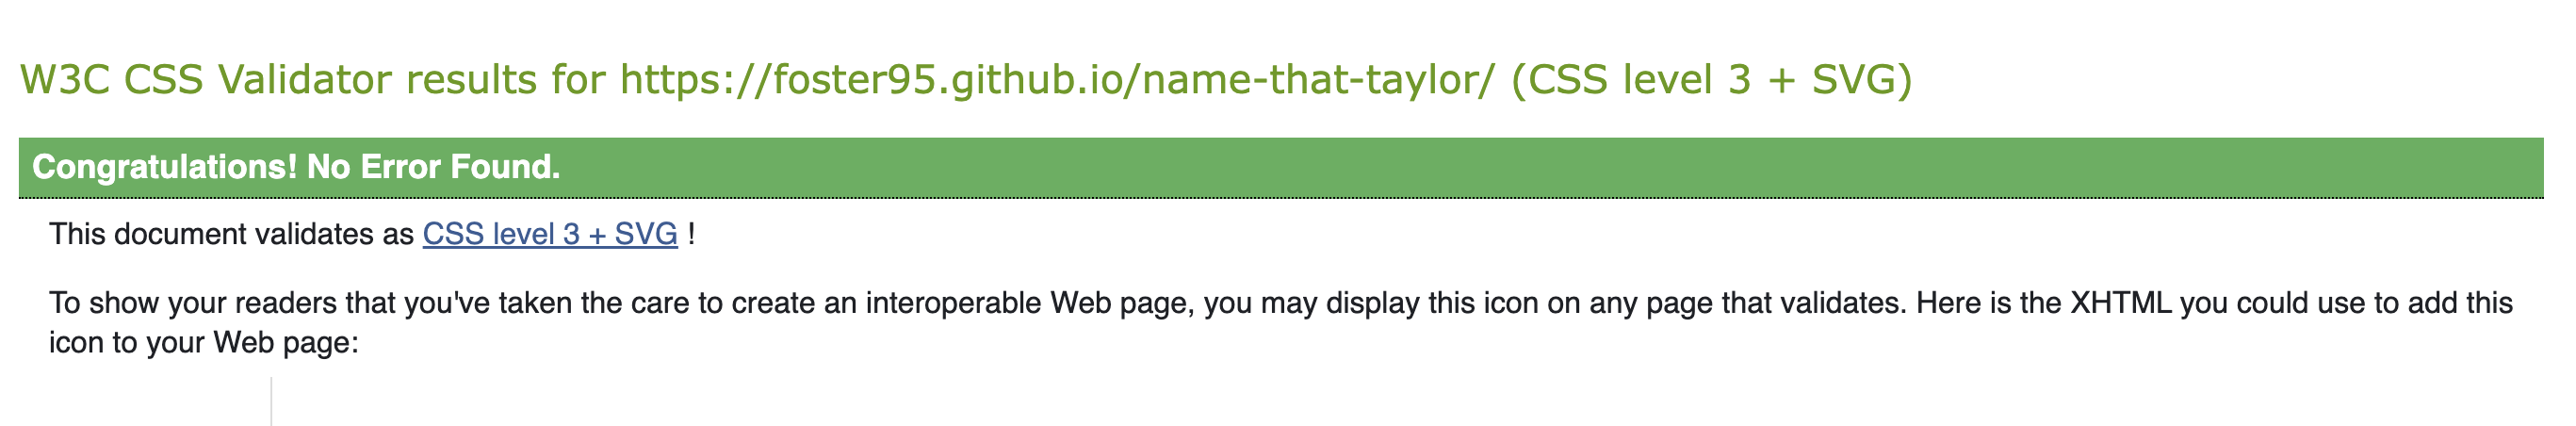 W3C CSS Validator results for https://foster95.github.io/name-that-taylor/ (CSS level 3 + SVG)
Congratulations! No Error Found.
This document validates as CSS level 3 + SVG !
To show your readers that you've taken the care to create an interoperable Web page, you may display this icon on any page that validates. Here is the XHTML you could use to add this
icon to your Web page: